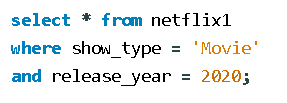 select * from netflix1
where show_type = 'Movie'
and release_year = 2020;